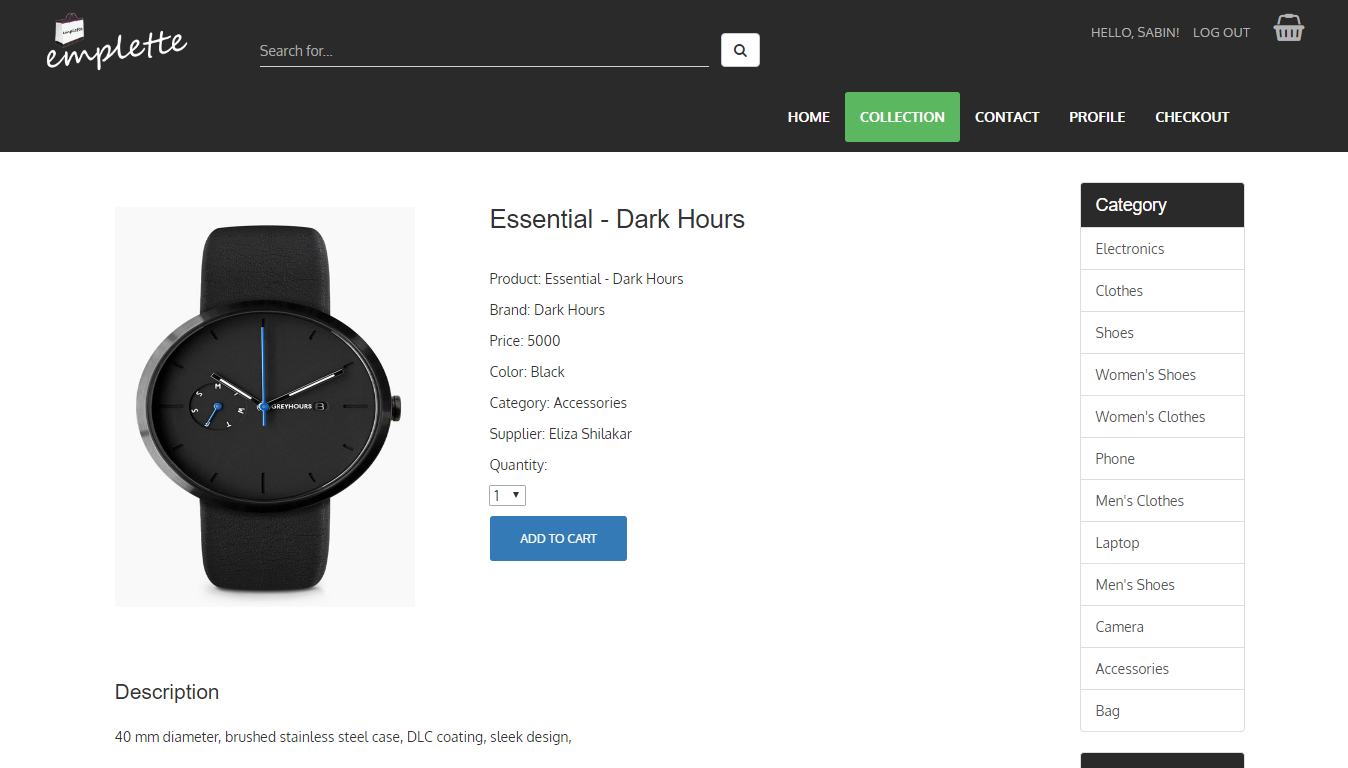 emplette
emplette
Search for...
HELLO, SABIN!
LOG OUT
HOME
COLLECTION
CONTACT
PROFILE
CHECKOUT
Essential - Dark Hours
Product: Essential - Dark Hours
Brand: Dark Hours
Price: 5000
Color: Black
Category: Accessories
Supplier: Eliza Shilakar
Quantity:
1
ADD TO CART
GREYHOURS
S M T W T F S
Description
40 mm diameter, brushed stainless steel case, DLC coating, sleek design,
Category
Electronics
Clothes
Shoes
Women's Shoes
Women's Clothes
Phone
Men's Clothes
Laptop
Men's Shoes
Camera
Accessories
Bag